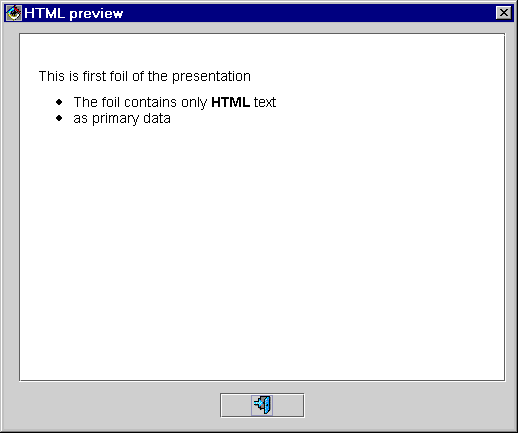 HTML preview
This is first foil of the presentation
The foil contains only HTML text
as primary data